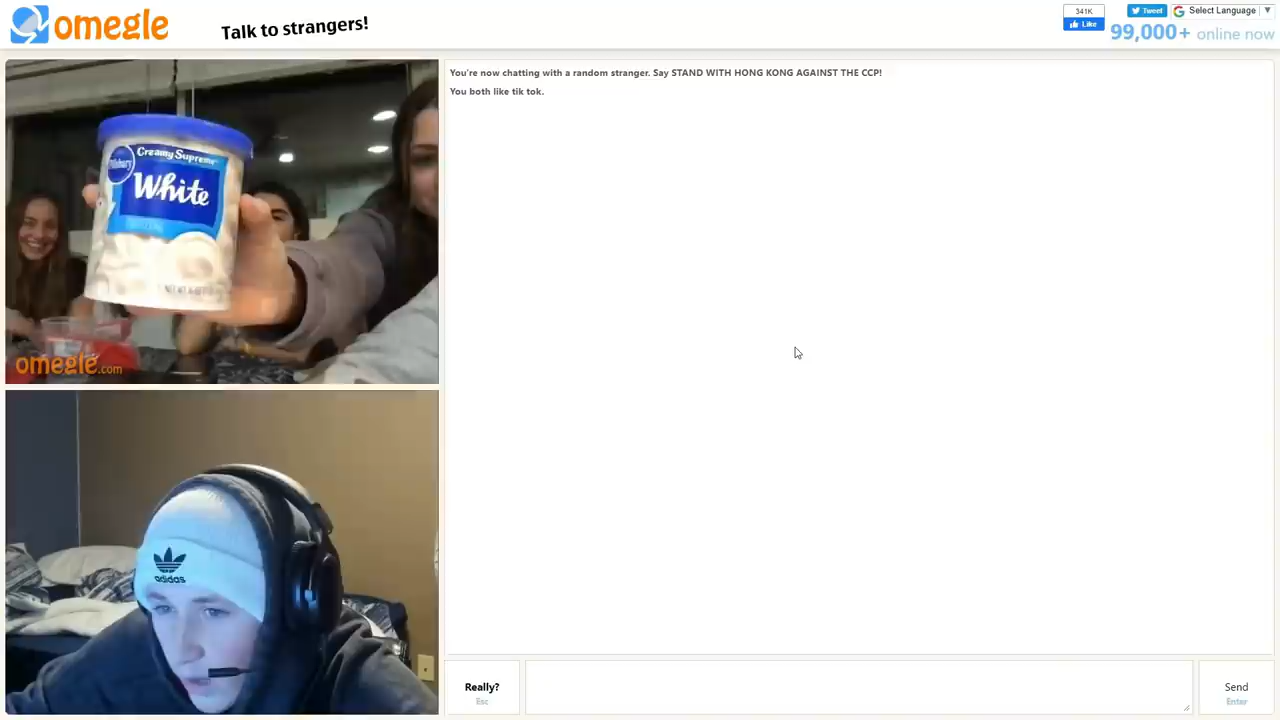 omegle
Talk to strangers!
341K
Like
Tweet
Select Language
99,000+ online now
You're now chatting with a random stranger. Say STAND WITH HONG KONG AGAINST THE CCP!
You both like tik tok.
Pillsbury
Creamy Supreme
White
omegle.com
adidas
Really?
Esc
Send
Enter